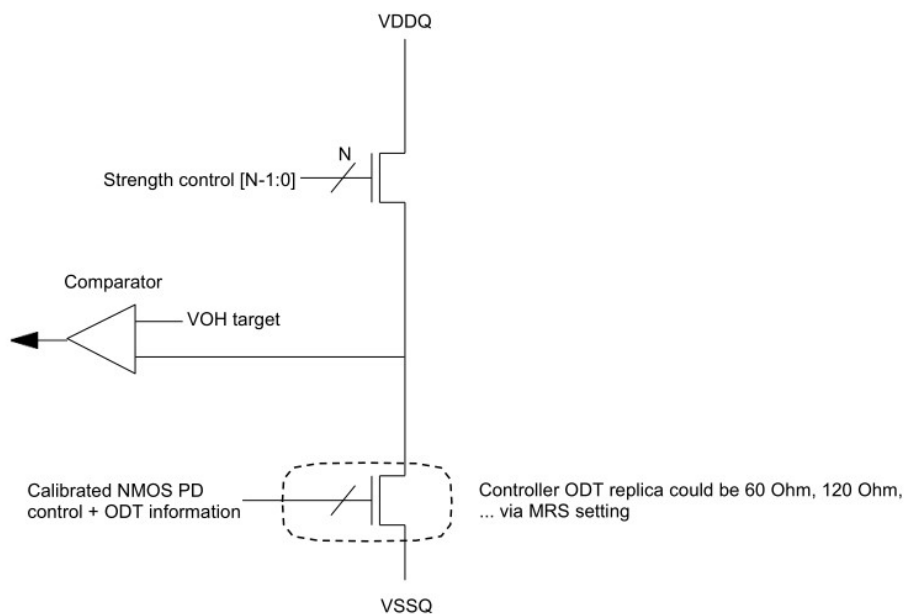 VDDQ
N
Strength control [N-1:0]
Comparator
VOH target
Calibrated NMOS PD
control + ODT information
Controller ODT replica could be 60 Ohm, 120 Ohm,
... via MRS setting
VSSQ